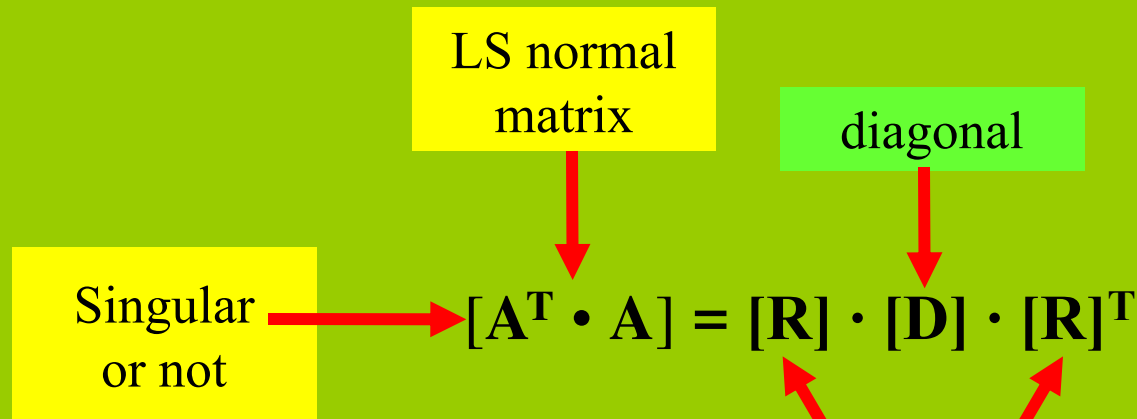 LS normal
matrix
diagonal
Singular
or not
[Aᵀ • A] = [R] · [D] · [R]ᵀ